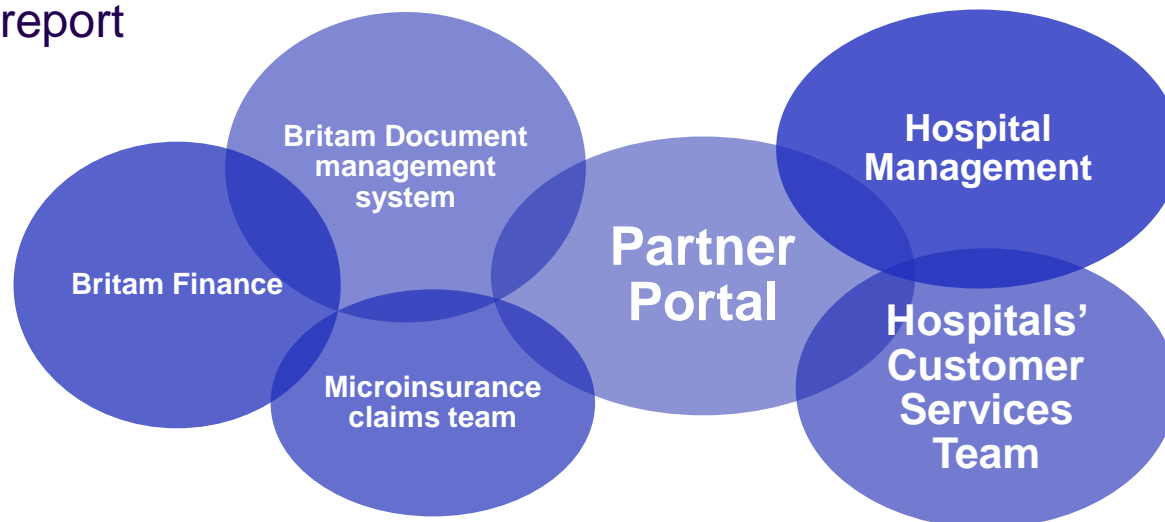 report
Britam Document
management
system
Hospital
Management
Partner
Portal
Britam Finance
Hospitals’
Customer
Services
Team
Microinsurance
claims team